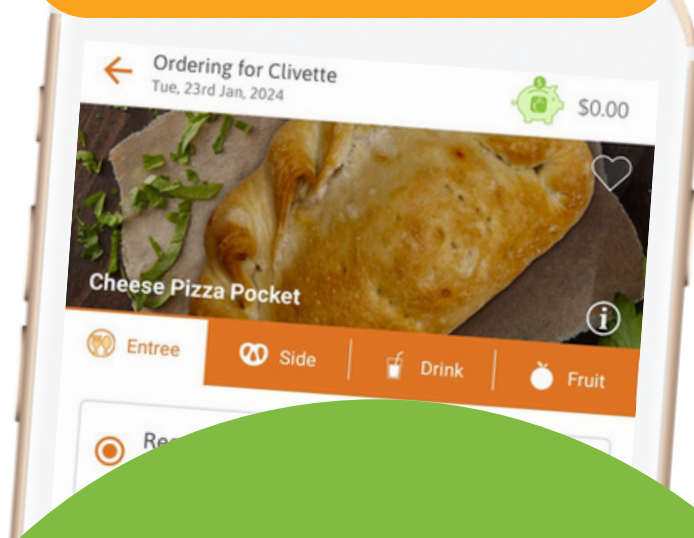 Ordering for Clivette
Tue, 23rd Jan, 2024
$0.00
Cheese Pizza Pocket
Entree
Side
Drink
Fruit